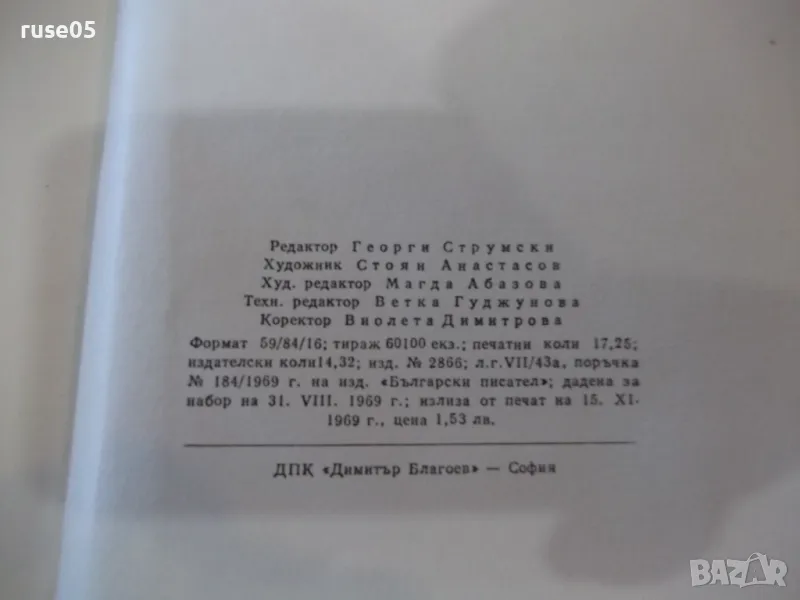 ruse05
Редактор Георги Струмски
Художник Стоян Анастасов
Худ. редактор Магда Абазова
Техн. редактор Ветка Гуджунова
Коректор Виолета Димитрова
Формат 59/84/16; тираж 60100 екз.; печатни коли 17,25;
издателски коли14,32; изд. № 2866; л.г.VII/43а, поръчка
№ 184/1969 г. на изд. «Български писател»; дадена за
набор на 31. VIII. 1969 г.; излиза от печат на 15. XI.
1969 г., цена 1,53 лв.
ДПК «Димитър Благоев» — София
BAZAR